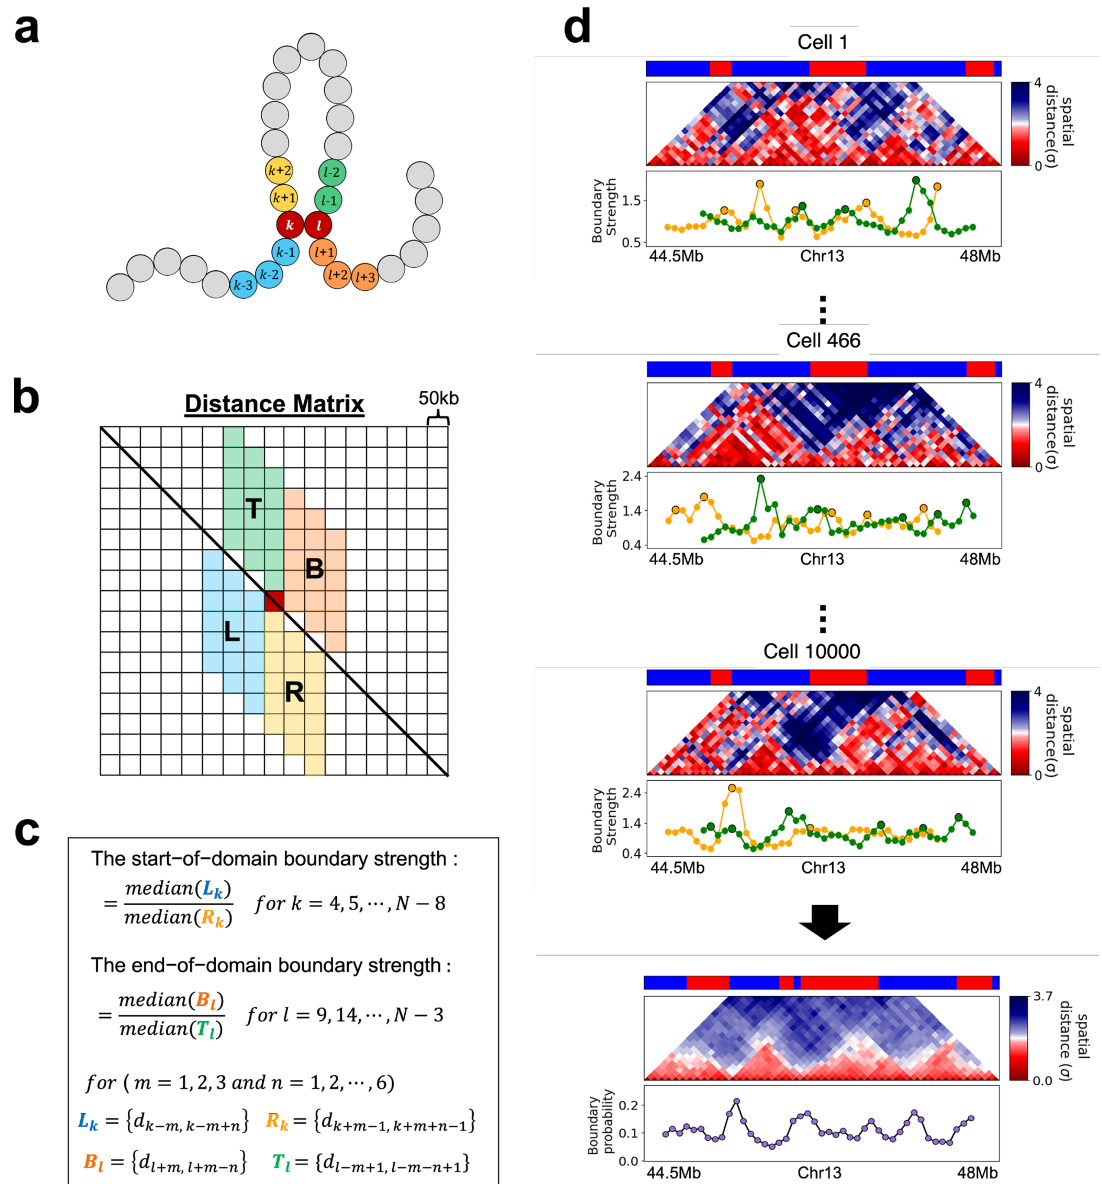 a
k+2
l-2
k+1
l-1
k
l
k-1
l+1
k-2
l+2
k-3
l+3
b
Distance Matrix
50kb
T
B
L
R
c
The start−of−domain boundary strength :
= median(Lk) / median(Rk) for k = 4,5,⋯,N − 8
The end−of−domain boundary strength :
= median(Bl) / median(Tl) for l = 9,14,⋯,N − 3
for ( m = 1,2,3 and n = 1,2,⋯,6)
Lk = {dk−m, k−m+n} Rk = {dk+m−1, k+m+n−1}
Bl = {dl+m, l+m−n} Tl = {dl−m+1, l−m−n+1}
d
Cell 1
4
0
spatial
distance(σ)
Boundary
Strength
1.5
0.5
44.5Mb Chr13 48Mb
Cell 466
4
0
spatial
distance(σ)
Boundary
Strength
2.4
1.4
0.4
44.5Mb Chr13 48Mb
Cell 10000
4
0
spatial
distance(σ)
Boundary
Strength
2.4
1.4
0.4
44.5Mb Chr13 48Mb
3.7
0.0
spatial
distance (σ)
Boundary
probability
0.2
0.1
0.0
44.5Mb Chr13 48Mb